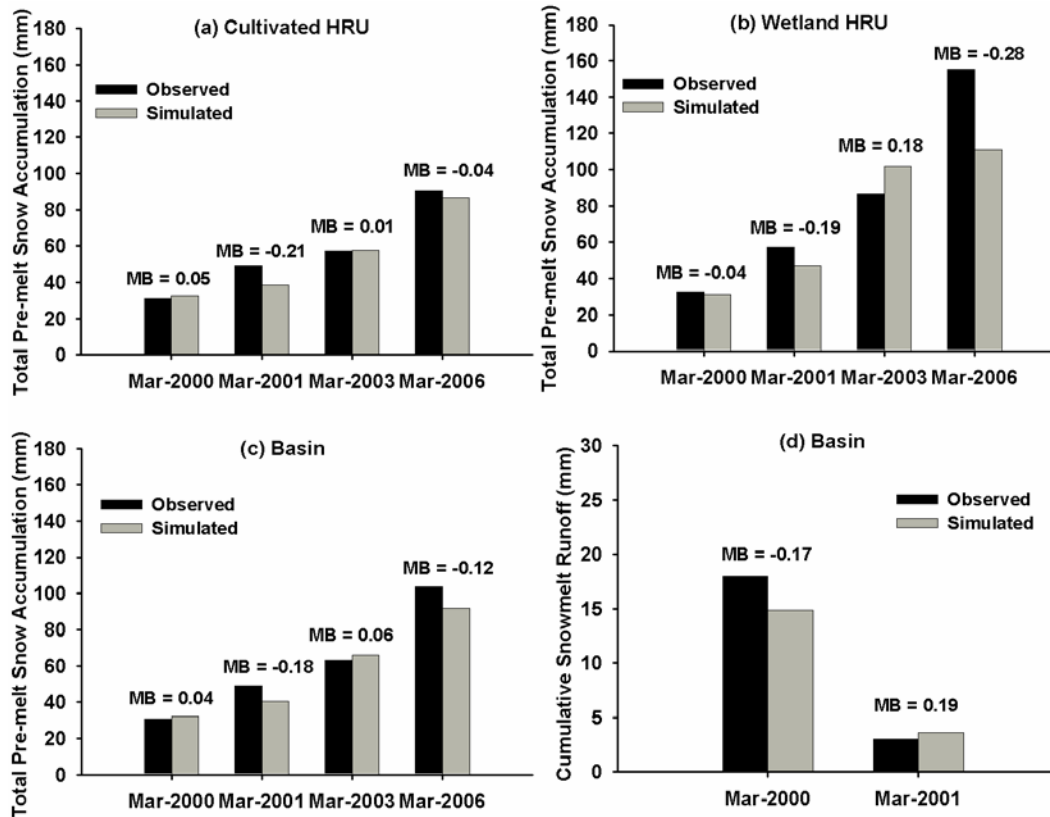 (a) Cultivated HRU
Total Pre-melt Snow Accumulation (mm)
180
160
140
120
100
80
60
40
20
0
Observed
Simulated
MB = 0.05
MB = -0.21
MB = 0.01
MB = -0.04
Mar-2000 Mar-2001 Mar-2003 Mar-2006
(b) Wetland HRU
Total Pre-melt Snow Accumulation (mm)
180
160
140
120
100
80
60
40
20
0
Observed
Simulated
MB = -0.04
MB = -0.19
MB = 0.18
MB = -0.28
Mar-2000 Mar-2001 Mar-2003 Mar-2006
(c) Basin
Total Pre-melt Snow Accumulation (mm)
180
160
140
120
100
80
60
40
20
0
Observed
Simulated
MB = 0.04
MB = -0.18
MB = 0.06
MB = -0.12
Mar-2000 Mar-2001 Mar-2003 Mar-2006
(d) Basin
Cumulative Snowmelt Runoff (mm)
30
25
20
15
10
5
0
Observed
Simulated
MB = -0.17
MB = 0.19
Mar-2000 Mar-2001